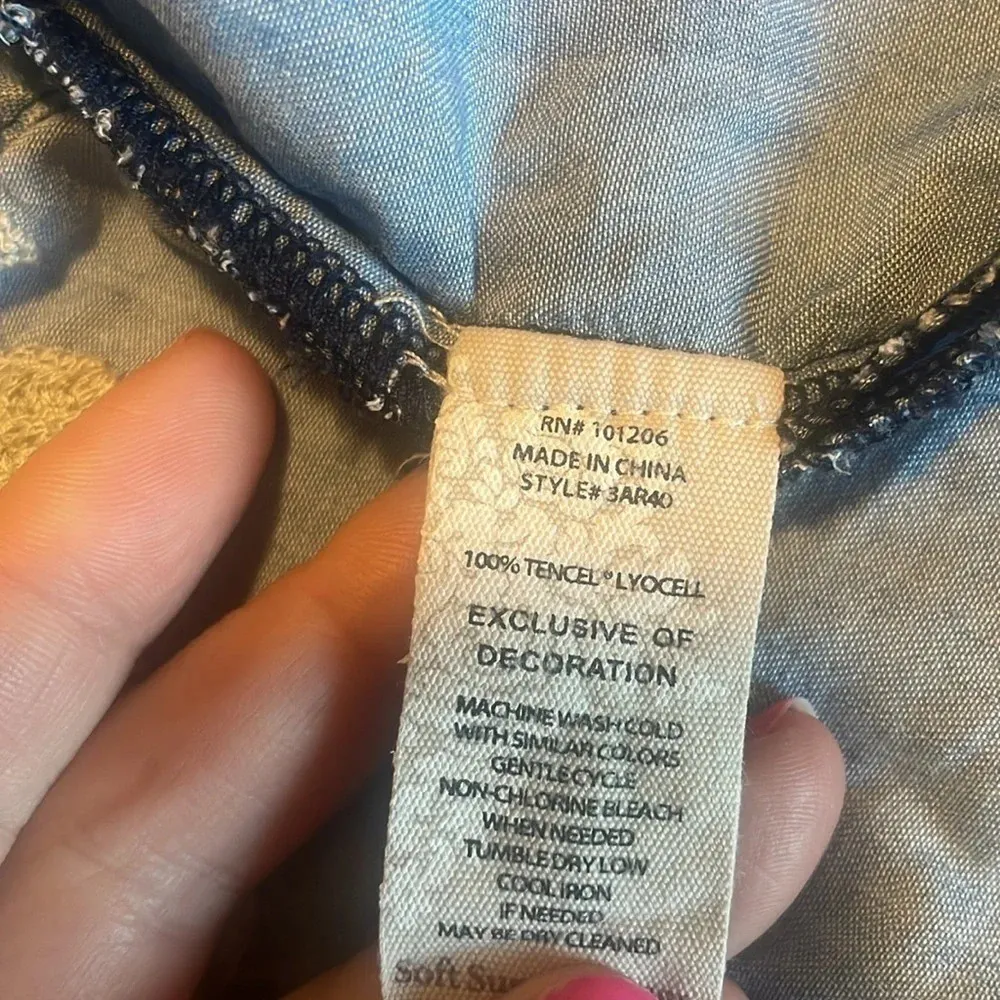 RN# 101206
MADE IN CHINA
STYLE# 3AR40
100% TENCEL® LYOCELL
EXCLUSIVE OF
DECORATION
MACHINE WASH COLD
WITH SIMILAR COLORS
GENTLE CYCLE
NON-CHLORINE BLEACH
WHEN NEEDED
TUMBLE DRY LOW
COOL IRON
IF NEEDED
MAY BE DRY CLEANED
Soft